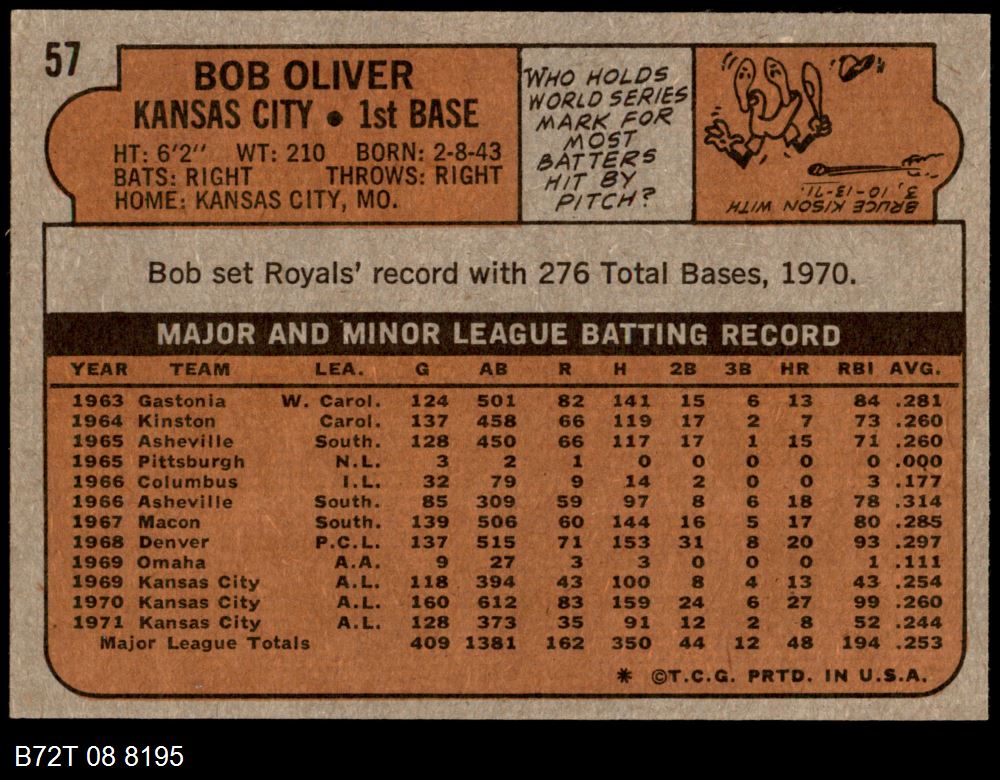 57
BOB OLIVER
KANSAS CITY • 1st BASE
HT: 6'2" WT: 210 BORN: 2-8-43
BATS: RIGHT THROWS: RIGHT
HOME: KANSAS CITY, MO.
WHO HOLDS
WORLD SERIES
MARK FOR
MOST
BATTERS
HIT BY
PITCH?
BRUCE KISON WITH
3, 10-13-71.
Bob set Royals' record with 276 Total Bases, 1970.
MAJOR AND MINOR LEAGUE BATTING RECORD
YEAR TEAM LEA. G AB R H 2B 3B HR RBI AVG.
1963 Gastonia W. Carol. 124 501 82 141 15 6 13 84 .281
1964 Kinston Carol. 137 458 66 119 17 2 7 73 .260
1965 Asheville South. 128 450 66 117 17 1 15 71 .260
1965 Pittsburgh N.L. 3 2 1 0 0 0 0 0 .000
1966 Columbus I.L. 32 79 9 14 2 0 0 3 .177
1966 Asheville South. 85 309 59 97 8 6 18 78 .314
1967 Macon South. 139 506 60 144 16 5 17 80 .285
1968 Denver P.C.L. 137 515 71 153 31 8 20 93 .297
1969 Omaha A.A. 9 27 3 3 0 0 0 1 .111
1969 Kansas City A.L. 118 394 43 100 8 4 13 43 .254
1970 Kansas City A.L. 160 612 83 159 24 6 27 99 .260
1971 Kansas City A.L. 128 373 35 91 12 2 8 52 .244
Major League Totals 409 1381 162 350 44 12 48 194 .253
* ©T.C.G. PRTD. IN U.S.A.
B72T 08 8195